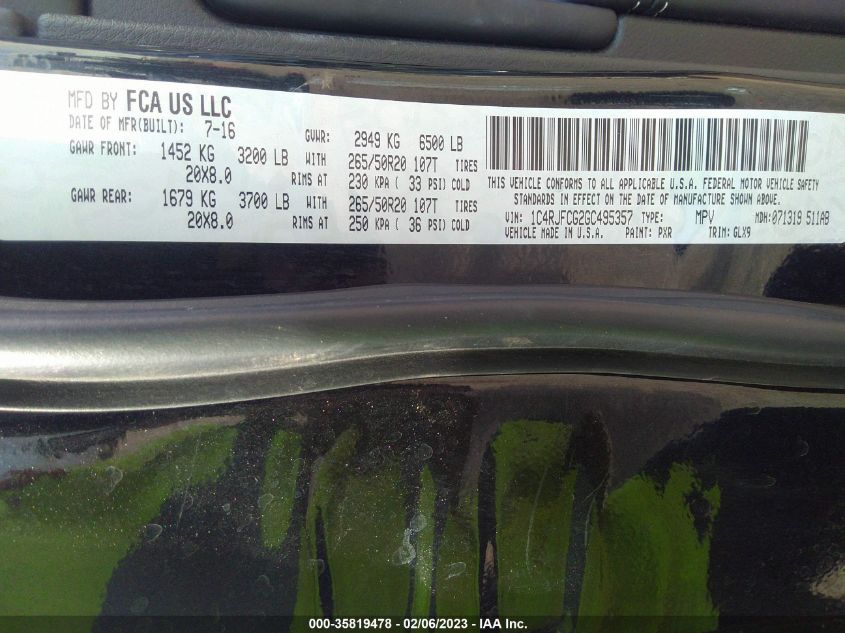 MFD BY FCA US LLC
DATE OF MFR(BUILT): 7-16 GVWR: 2949 KG 6500 LB
GAWR FRONT: 1452 KG 3200 LB WITH 265/50R20 107T TIRES
20X8.0 RIMS AT 230 KPA ( 33 PSI) COLD
GAWR REAR: 1679 KG 3700 LB WITH 265/50R20 107T TIRES
20X8.0 RIMS AT 250 KPA ( 36 PSI) COLD
THIS VEHICLE CONFORMS TO ALL APPLICABLE U.S.A. FEDERAL MOTOR VEHICLE SAFETY
STANDARDS IN EFFECT ON THE DATE OF MANUFACTURE SHOWN ABOVE.
VIN: 1C4RJFCG2GC495357 TYPE: MPV MDH: 071319 511AB
VEHICLE MADE IN U.S.A. PAINT: PXR TRIM: GLX9
000-35819478 - 02/06/2023 - IAA Inc.